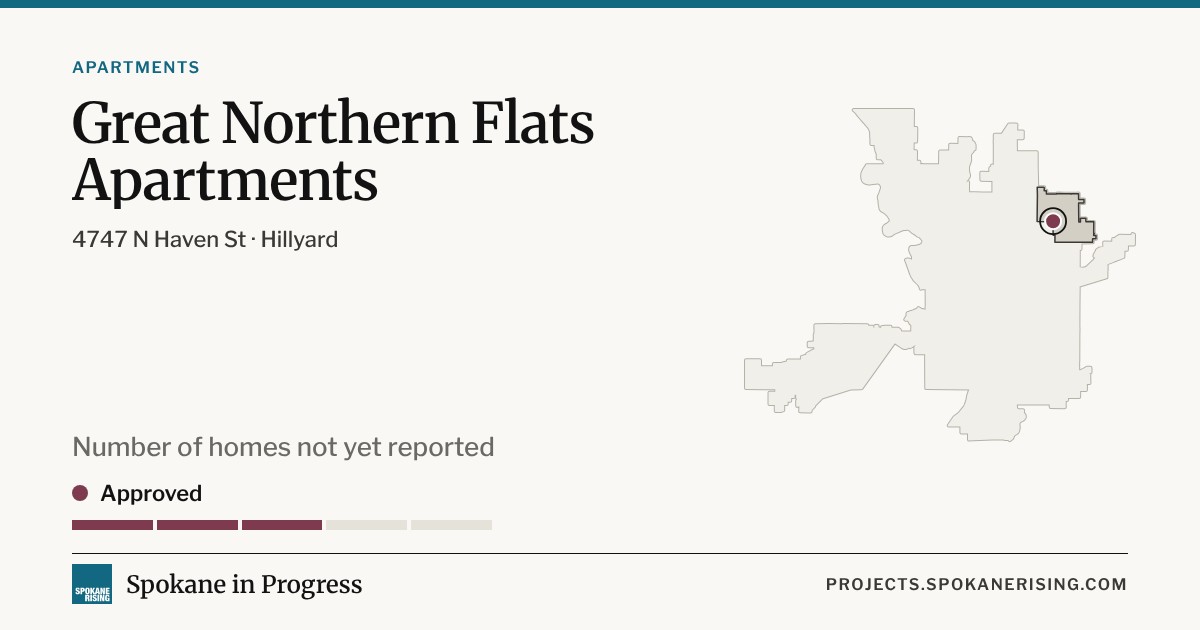 APARTMENTS
Great Northern Flats
Apartments
4747 N Haven St · Hillyard
Number of homes not yet reported
Approved
SPOKANE
RISING
Spokane in Progress
PROJECTS.SPOKANERISING.COM